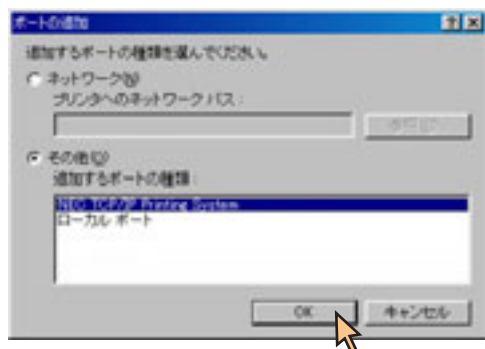 ポートの追加
追加するポートの種類を選んでください。
ネットワーク(N)
プリンタへのネットワーク パス:
その他(O)
追加するポートの種類:
NEC TCP/IP Printing System
ローカル ポート
OK
キャンセル